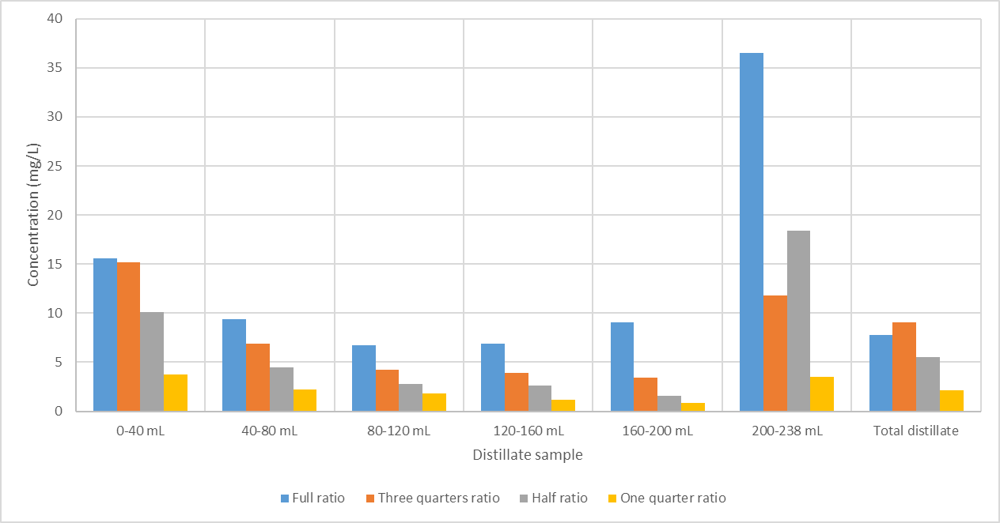 40
35
30
25
20
15
10
5
0
Concentration (mg/L)
0-40 mL 40-80 mL 80-120 mL 120-160 mL 160-200 mL 200-238 mL Total distillate
Distillate sample
Full ratio Three quarters ratio Half ratio One quarter ratio